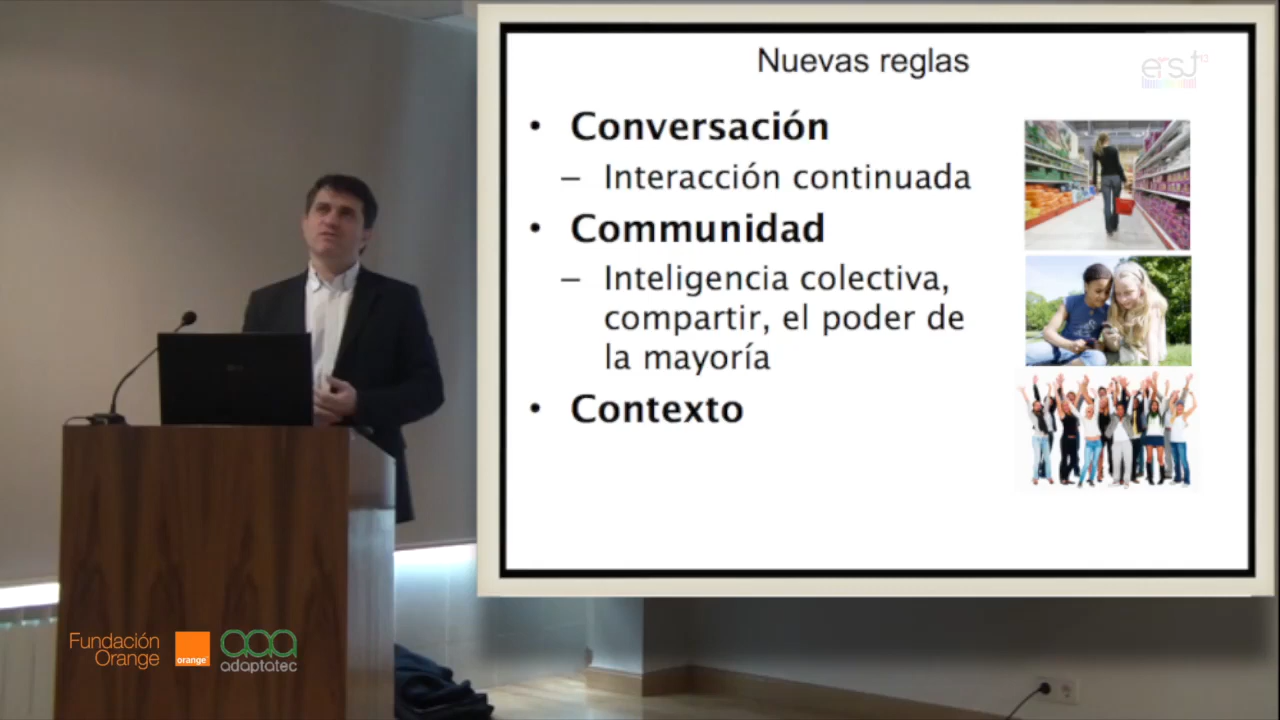 Nuevas reglas
ersj
• Conversación
– Interacción continuada
• Communidad
– Inteligencia colectiva,
compartir, el poder de
la mayoría
• Contexto
Fundación
Orange
orange
adaptatec